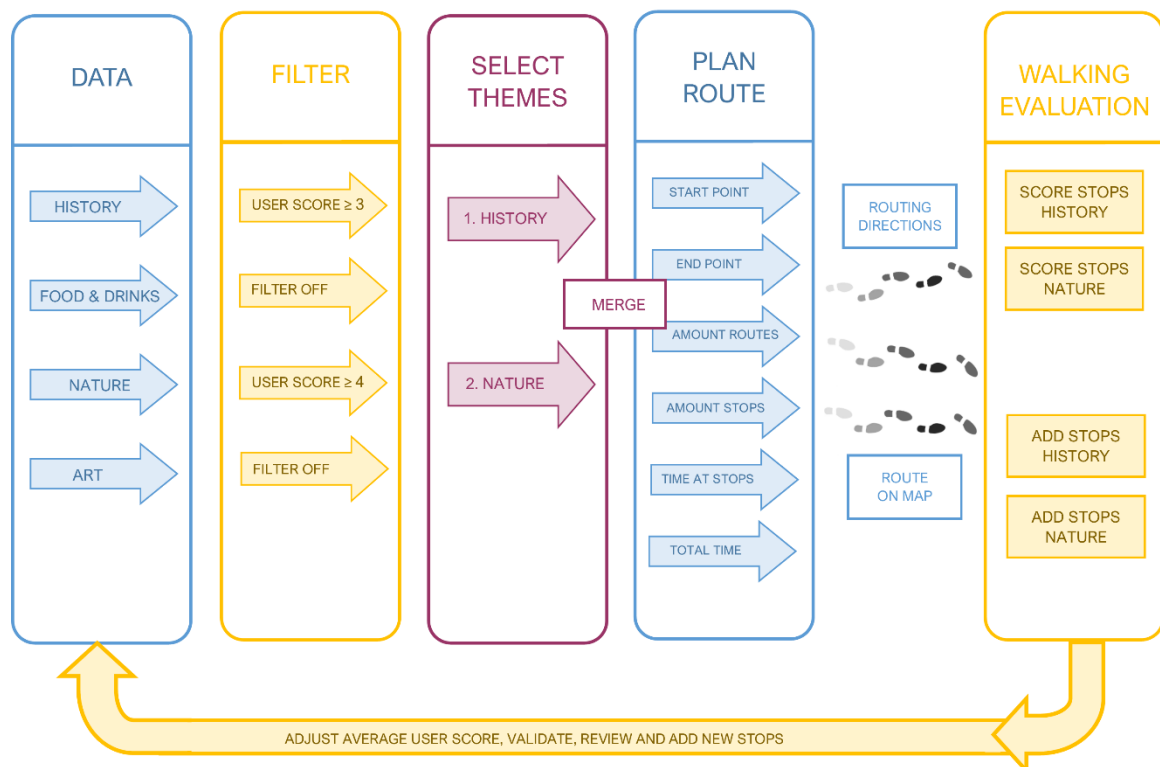 DATA
HISTORY
FOOD & DRINKS
NATURE
ART
FILTER
USER SCORE ≥ 3
FILTER OFF
USER SCORE ≥ 4
FILTER OFF
SELECT
THEMES
1. HISTORY
2. NATURE
MERGE
PLAN
ROUTE
START POINT
END POINT
AMOUNT ROUTES
AMOUNT STOPS
TIME AT STOPS
TOTAL TIME
ROUTING
DIRECTIONS
ROUTE
ON MAP
WALKING
EVALUATION
SCORE STOPS
HISTORY
SCORE STOPS
NATURE
ADD STOPS
HISTORY
ADD STOPS
NATURE
ADJUST AVERAGE USER SCORE, VALIDATE, REVIEW AND ADD NEW STOPS